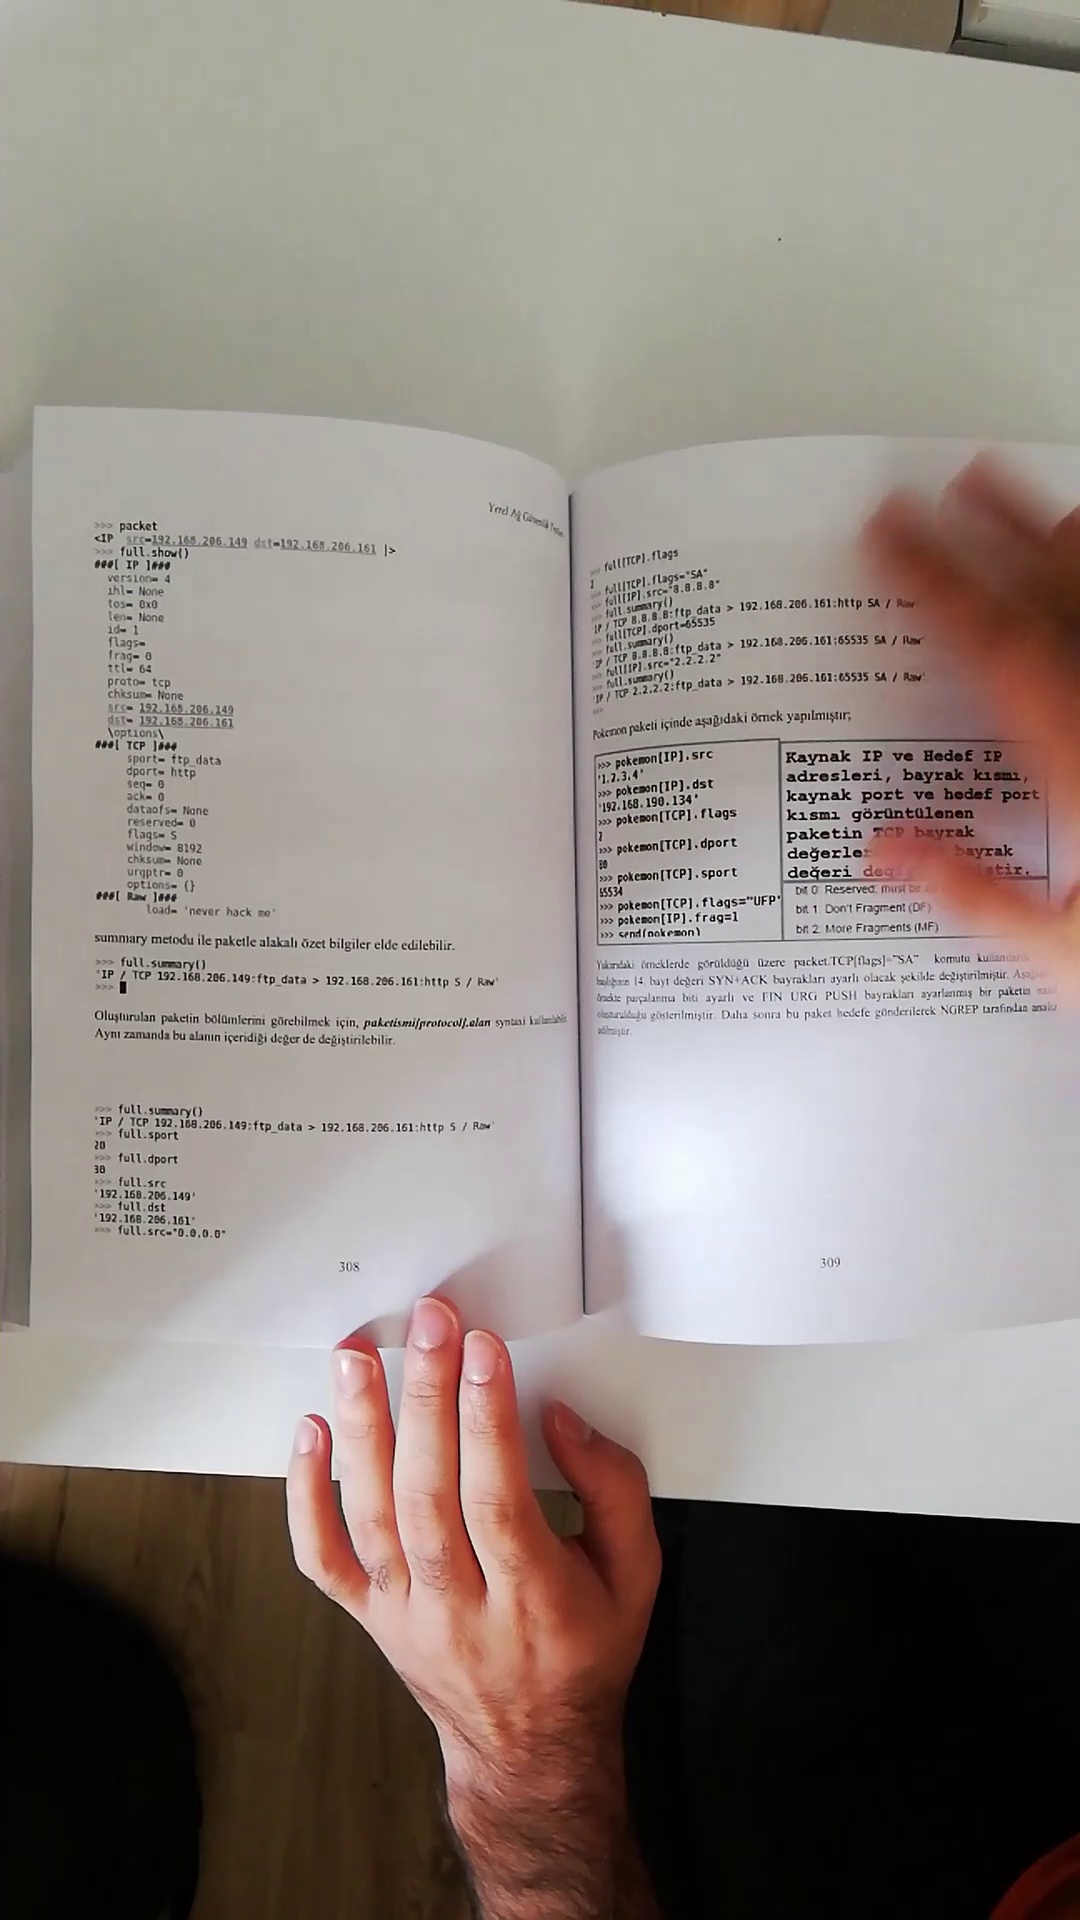 Yerel Ağ Güvenlik
>>> packet
<IP  src=192.168.206.149 dst=192.168.206.161 |>
>>> full.show()
###[ IP ]###
version= 4
ihl= None
tos= 0x0
len= None
id= 1
flags=
frag= 0
ttl= 64
proto= tcp
chksum= None
src= 192.168.206.149
dst= 192.168.206.161
\options\
###[ TCP ]###
sport= ftp_data
dport= http
seq= 0
ack= 0
dataofs= None
reserved= 0
flags= S
window= 8192
chksum= None
urgptr= 0
options= {}
###[ Raw ]###
load= 'never hack me'
summary metodu ile paketle alakalı özet bilgiler elde edilebilir.
>>> full.summary()
'IP / TCP 192.168.206.149:ftp_data > 192.168.206.161:http S / Raw'
>>>
Oluşturulan paketin bölümlerini görebilmek için, paketismi[protocol].alan syntaxi kullanılabilir.
Aynı zamanda bu alanın içeridiği değer de değiştirilebilir.
>>> full.summary()
'IP / TCP 192.168.206.149:ftp_data > 192.168.206.161:http S / Raw'
>>> full.sport
20
>>> full.dport
30
>>> full.src
'192.168.206.149'
>>> full.dst
'192.168.206.161'
>>> full.src="0.0.0.0"
308
>>> full[TCP].flags
>>> full[TCP].flags="SA"
>>> full[IP].src="8.8.8.8"
>>> full.summary()
'IP / TCP 8.8.8.8:ftp_data > 192.168.206.161:http SA / Raw'
>>> full[TCP].dport=65535
>>> full.summary()
'IP / TCP 8.8.8.8:ftp_data > 192.168.206.161:65535 SA / Raw'
>>> full[IP].src="2.2.2.2"
>>> full.summary()
'IP / TCP 2.2.2.2:ftp_data > 192.168.206.161:65535 SA / Raw'
>>>
Pokemon paketi içinde aşağıdaki örnek yapılmıştır;
>>> pokemon[IP].src
'1.2.3.4'
>>> pokemon[IP].dst
'192.168.190.134'
>>> pokemon[TCP].flags
2
>>> pokemon[TCP].dport
80
>>> pokemon[TCP].sport
65534
>>> pokemon[TCP].flags="UFP"
>>> pokemon[IP].frag=1
>>> send(pokemon)
Kaynak IP ve Hedef IP
adresleri, bayrak kısmı,
kaynak port ve hedef port
kısmı görüntülenen
paketin TCP bayrak
bayrak
değeri
bit 0: Reserved, must be
bit 1: Don't Fragment (DF)
bit 2: More Fragments (MF)
Yukarıdaki örneklerde görüldüğü üzere packet.TCP[flags]="SA" komutu
başlığının 14. bayt değeri SYN+ACK bayrakları ayarlı olacak şekilde değiştirilmiştir.
örnekte parçalanma biti ayarlı ve FIN URG PUSH bayrakları ayarlanmış bir paketin nasıl
oluşturulduğu gösterilmiştir. Daha sonra bu paket hedefe gönderilerek NGREP tarafından analiz
edilmiştir.
309